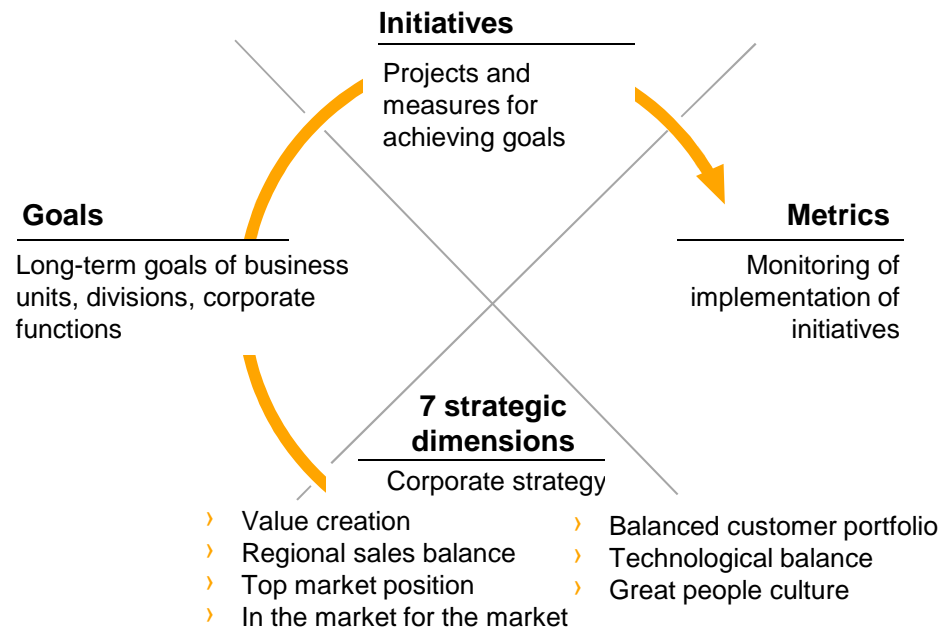 Initiatives
Projects and
measures for
achieving goals
Goals
Long-term goals of business
units, divisions, corporate
functions
Metrics
Monitoring of
implementation of
initiatives
7 strategic
dimensions
Corporate strategy
› Value creation
› Regional sales balance
› Top market position
› In the market for the market
› Balanced customer portfolio
› Technological balance
› Great people culture